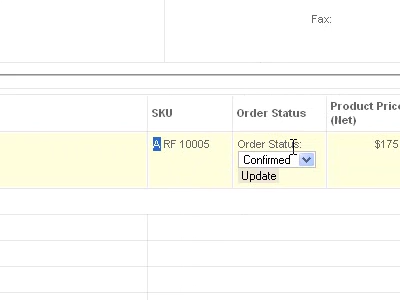 Fax:
SKU
Order Status
Product Price
(Net)
A RF 10005
Order Status:
$175
Confirmed
Update